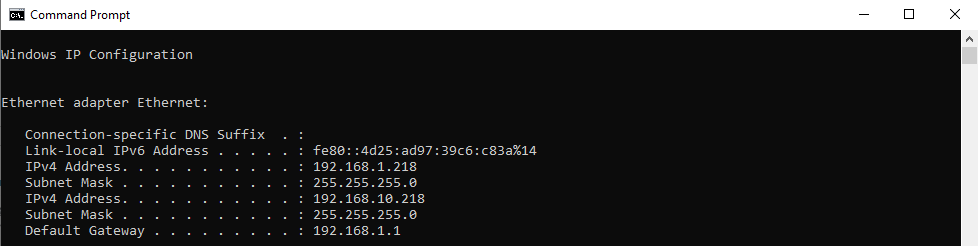 Command Prompt
Windows IP Configuration
Ethernet adapter Ethernet:
Connection-specific DNS Suffix  . :
Link-local IPv6 Address . . . . . : fe80::4d25:ad97:39c6:c83a%14
IPv4 Address. . . . . . . . . . . : 192.168.1.218
Subnet Mask . . . . . . . . . . . : 255.255.255.0
IPv4 Address. . . . . . . . . . . : 192.168.10.218
Subnet Mask . . . . . . . . . . . : 255.255.255.0
Default Gateway . . . . . . . . . : 192.168.1.1